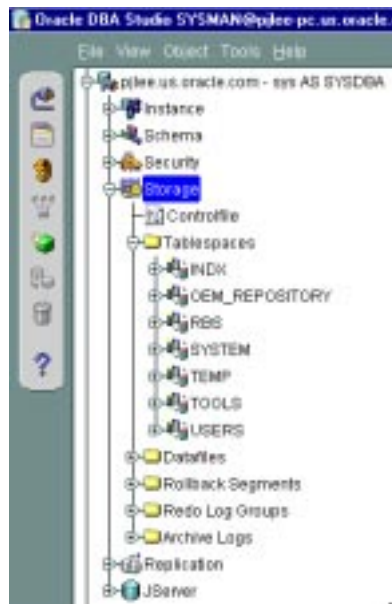 Oracle DBA Studio SYSMAN@pjlee-pc.us.oracle.
File View Object Tools Help
pjlee.us.oracle.com - sys AS SYSDBA
Instance
Schema
Security
Storage
Controlfile
Tablespaces
INDX
OEM_REPOSITORY
RBS
SYSTEM
TEMP
TOOLS
USERS
Datafiles
Rollback Segments
Redo Log Groups
Archive Logs
Replication
JServer